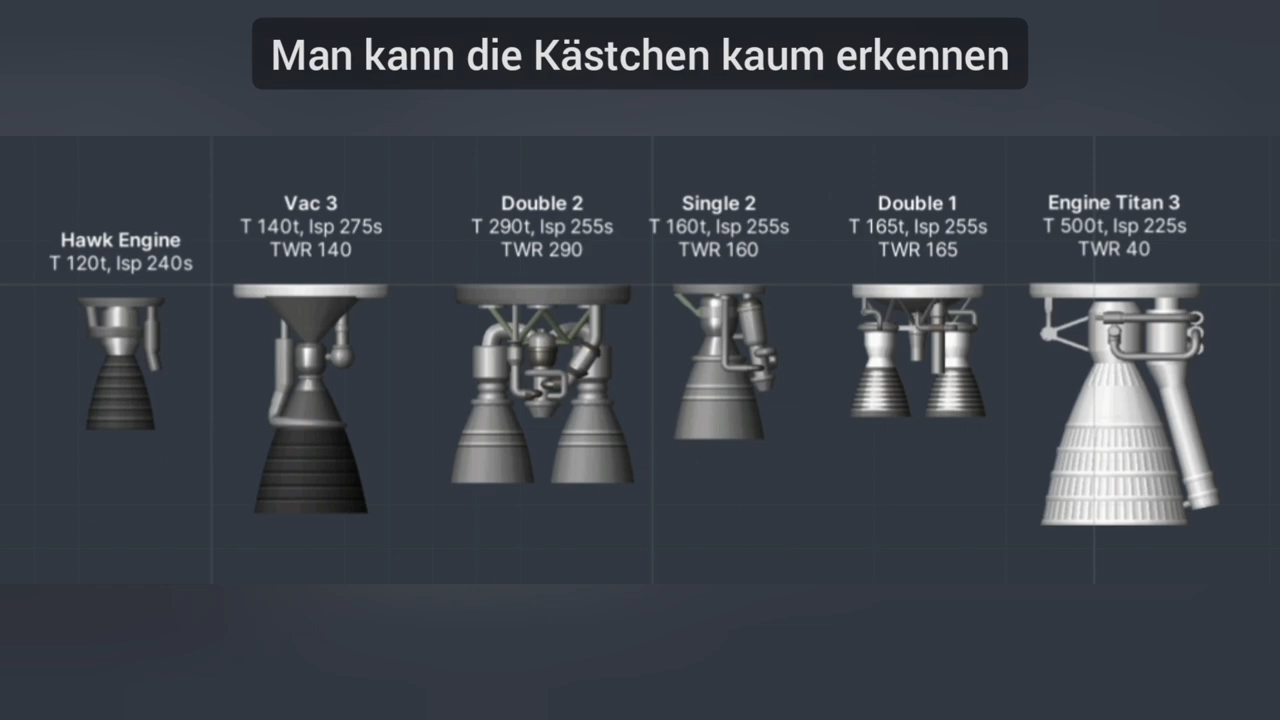 Man kann die Kästchen kaum erkennen
Hawk Engine
T 120t, Isp 240s
Vac 3
T 140t, Isp 275s
TWR 140
Double 2
T 290t, Isp 255s
TWR 290
Single 2
T 160t, Isp 255s
TWR 160
Double 1
T 165t, Isp 255s
TWR 165
Engine Titan 3
T 500t, Isp 225s
TWR 40